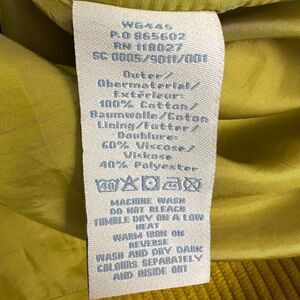 WG445
P.O 865602
RN 118027
SC 0005/9011/001
Outer/
Obermaterial/
Extérieur:
100% Cotton/
Baumwolle/Coton
Lining/Futter/
Doublure:
60% Viscose/
Viskose
40% Polyester
40
MACHINE WASH
DO NOT BLEACH
TUMBLE DRY ON A LOW
HEAT
WARM IRON ON
REVERSE
WASH AND DRY DARK
COLOURS SEPARATELY
AND INSIDE OUT